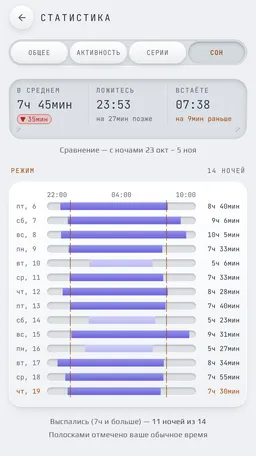 СТАТИСТИКА
ОБЩЕЕ АКТИВНОСТЬ СЕРИИ СОН
В СРЕДНЕМ ЛОЖИТЕСЬ ВСТАЁТЕ
7ч 45мин 23:53 07:38
▼ 35мин на 27мин позже на 9мин раньше
Сравнение — с ночами 23 окт – 5 ноя
РЕЖИМ 14 НОЧЕЙ
22:00 04:00 10:00
пт, 6 8ч 40мин
сб, 7 9ч 6мин
вс, 8 10ч 5мин
пн, 9 7ч 33мин
вт, 10 5ч 6мин
ср, 11 7ч 33мин
чт, 12 8ч 28мин
пт, 13 7ч 40мин
сб, 14 5ч 23мин
вс, 15 9ч 31мин
пн, 16 5ч 27мин
вт, 17 8ч 34мин
ср, 18 7ч 55мин
чт, 19 7ч 30мин
Выспались (7ч и больше) — 11 ночей из 14
Полосками отмечено ваше обычное время